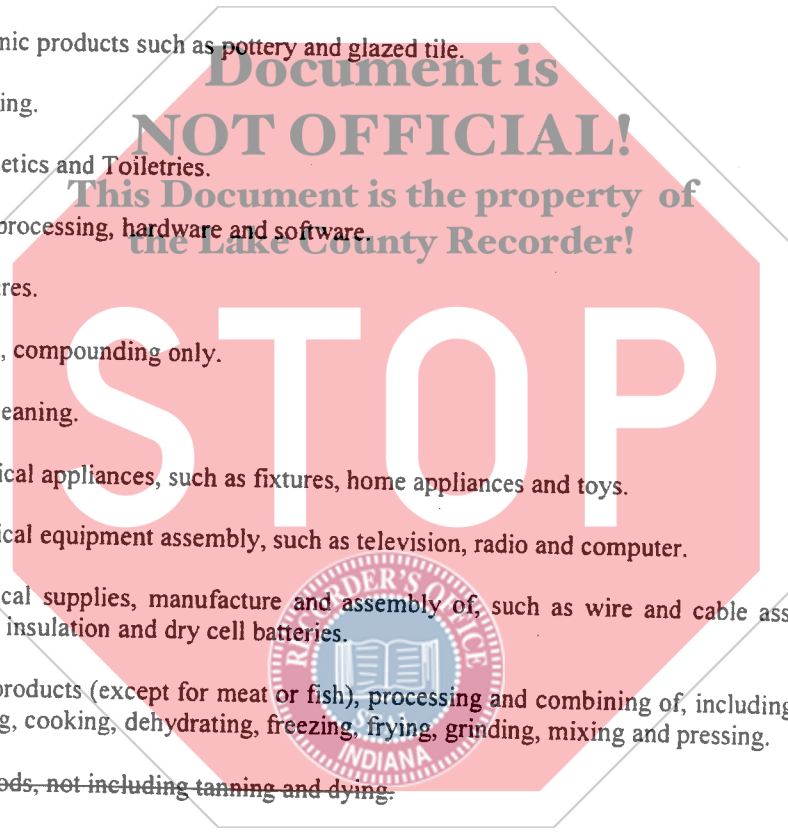 nic products such as pottery and glazed tile.
Document is
ing.
NOT OFFICIAL!
etics and Toiletries.
This Document is the property of
processing, hardware and software.
the Lake County Recorder!
res.
STOP
, compounding only.
eaning.
ical appliances, such as fixtures, home appliances and toys.
ical equipment assembly, such as television, radio and computer.
RECORDER'S OFFICE
cal supplies, manufacture and assembly of, such as wire and cable ass
insulation and dry cell batteries.
products (except for meat or fish), processing and combining of, including
g, cooking, dehydrating, freezing, frying, grinding, mixing and pressing.
INDIANA
ods, not including tanning and dying.